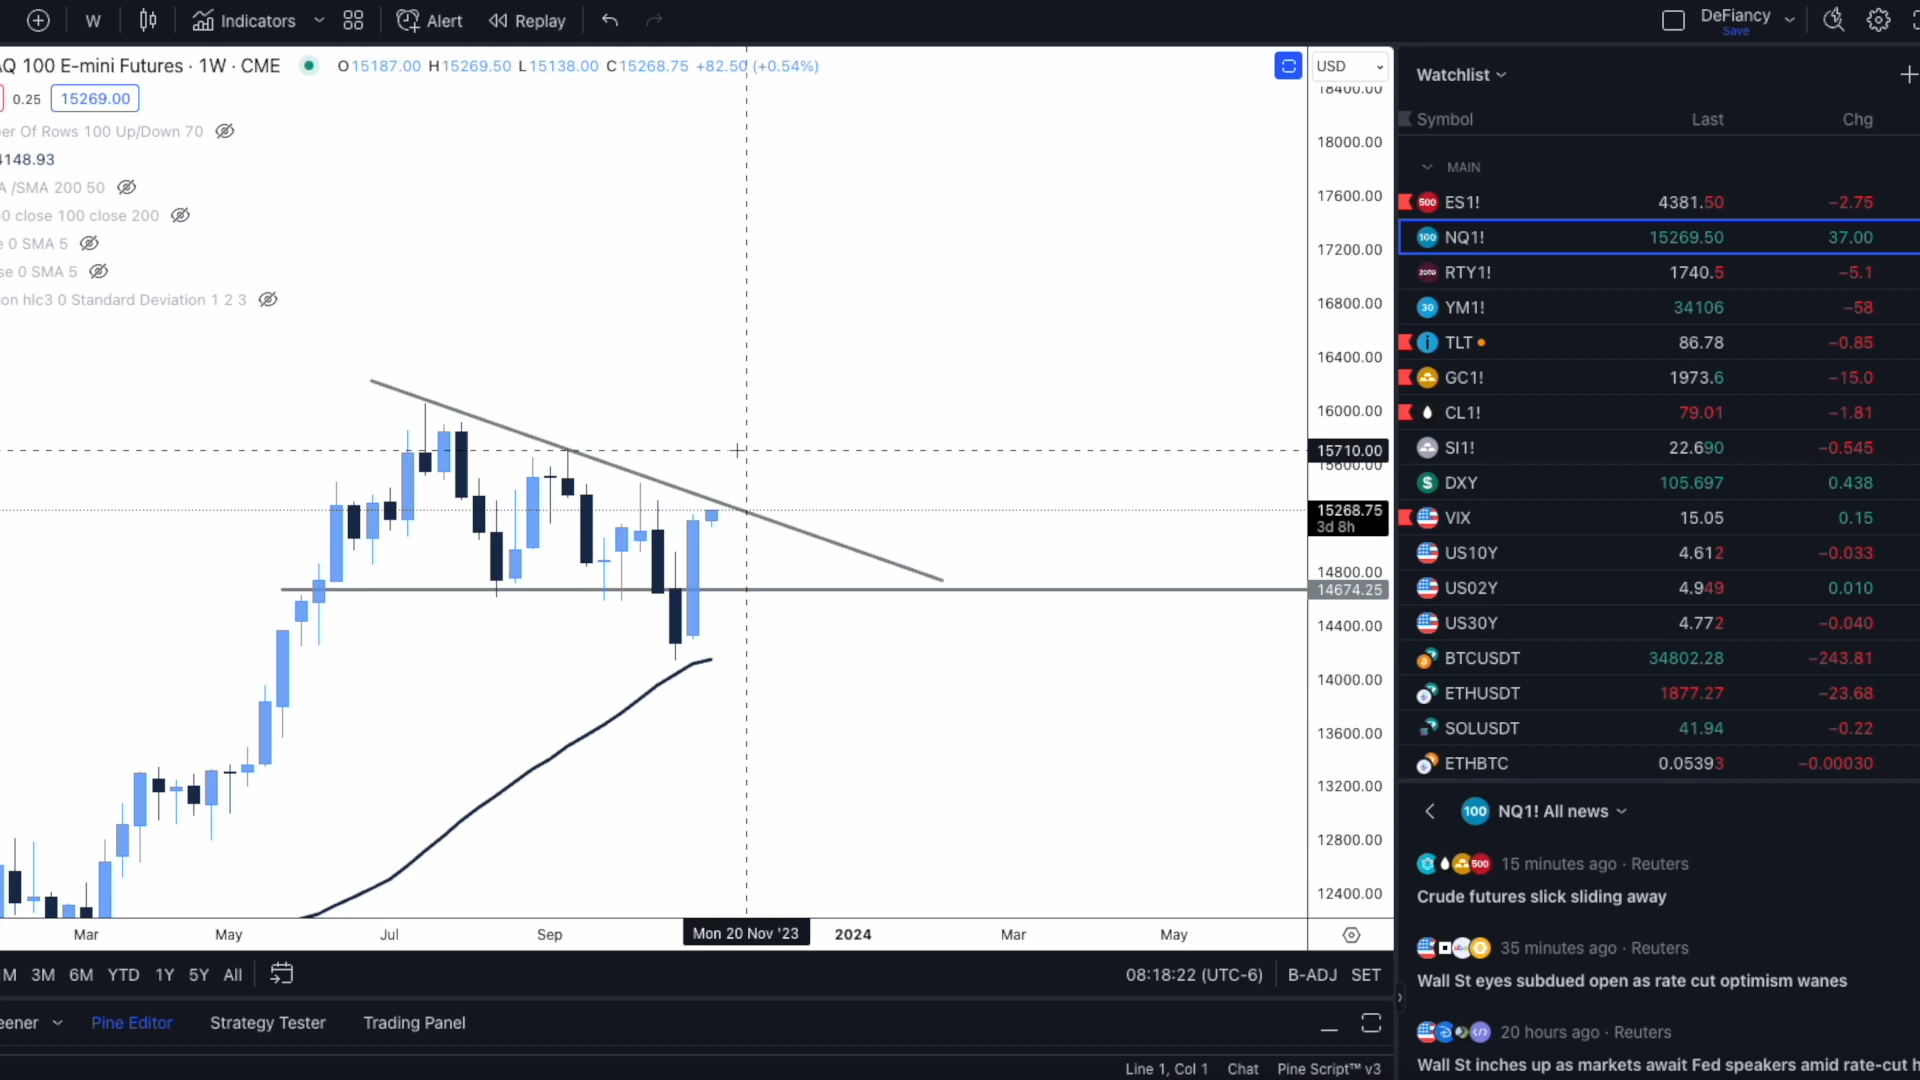 W
Indicators
Alert
Replay
DeFiancy
Save
AQ 100 E-mini Futures · 1W · CME
O15187.00 H15269.50 L15138.00 C15268.75 +82.50 (+0.54%)
0.25
15269.00
er Of Rows 100 Up/Down 70
4148.93
A /SMA 200 50
0 close 100 close 200
e 0 SMA 5
se 0 SMA 5
on hlc3 0 Standard Deviation 1 2 3
USD
18400.00
18000.00
17600.00
17200.00
16800.00
16400.00
16000.00
15710.00
15600.00
15268.75
3d 8h
14800.00
14674.25
14400.00
14000.00
13600.00
13200.00
12800.00
12400.00
Mar
May
Jul
Sep
Mon 20 Nov '23
2024
Mar
May
1M 3M 6M YTD 1Y 5Y All
08:18:22 (UTC-6)
B-ADJ SET
eener
Pine Editor
Strategy Tester
Trading Panel
Line 1, Col 1
Chat
Pine Script™ v3
Watchlist
Symbol Last Chg
MAIN
500 ES1! 4381.50 −2.75
100 NQ1! 15269.50 37.00
2000 RTY1! 1740.5 −5.1
30 YM1! 34106 −58
TLT 86.78 −0.85
GC1! 1973.6 −15.0
CL1! 79.01 −1.81
SI1! 22.690 −0.545
$ DXY 105.697 0.438
VIX 15.05 0.15
US10Y 4.612 −0.033
US02Y 4.949 0.010
US30Y 4.772 −0.040
BTCUSDT 34802.28 −243.81
ETHUSDT 1877.27 −23.68
SOLUSDT 41.94 −0.22
ETHBTC 0.05393 −0.00030
100 NQ1! All news
500 15 minutes ago · Reuters
Crude futures slick sliding away
35 minutes ago · Reuters
Wall St eyes subdued open as rate cut optimism wanes
20 hours ago · Reuters
Wall St inches up as markets await Fed speakers amid rate-cut h